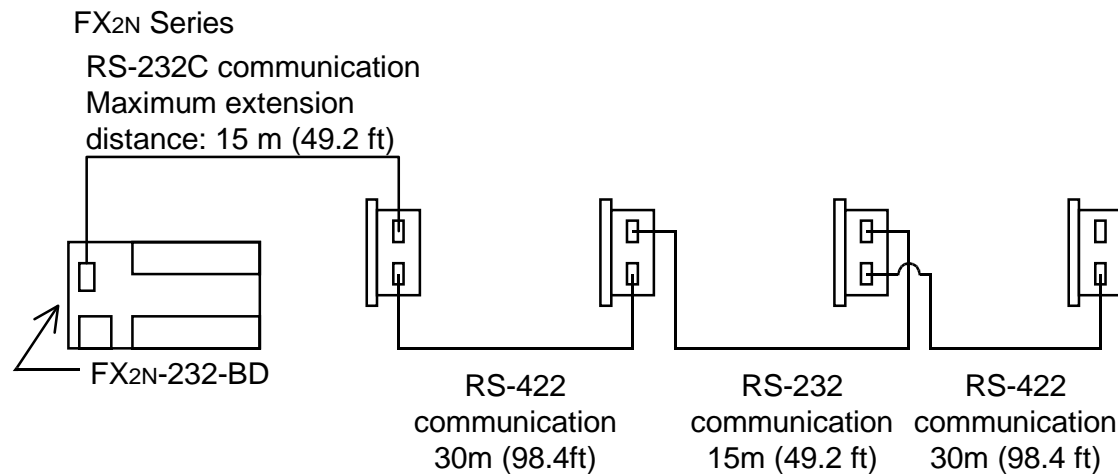 FX2N Series
RS-232C communication
Maximum extension
distance: 15 m (49.2 ft)
FX2N-232-BD
RS-422
communication
30m (98.4ft)
RS-232
communication
15m (49.2 ft)
RS-422
communication
30m (98.4 ft)